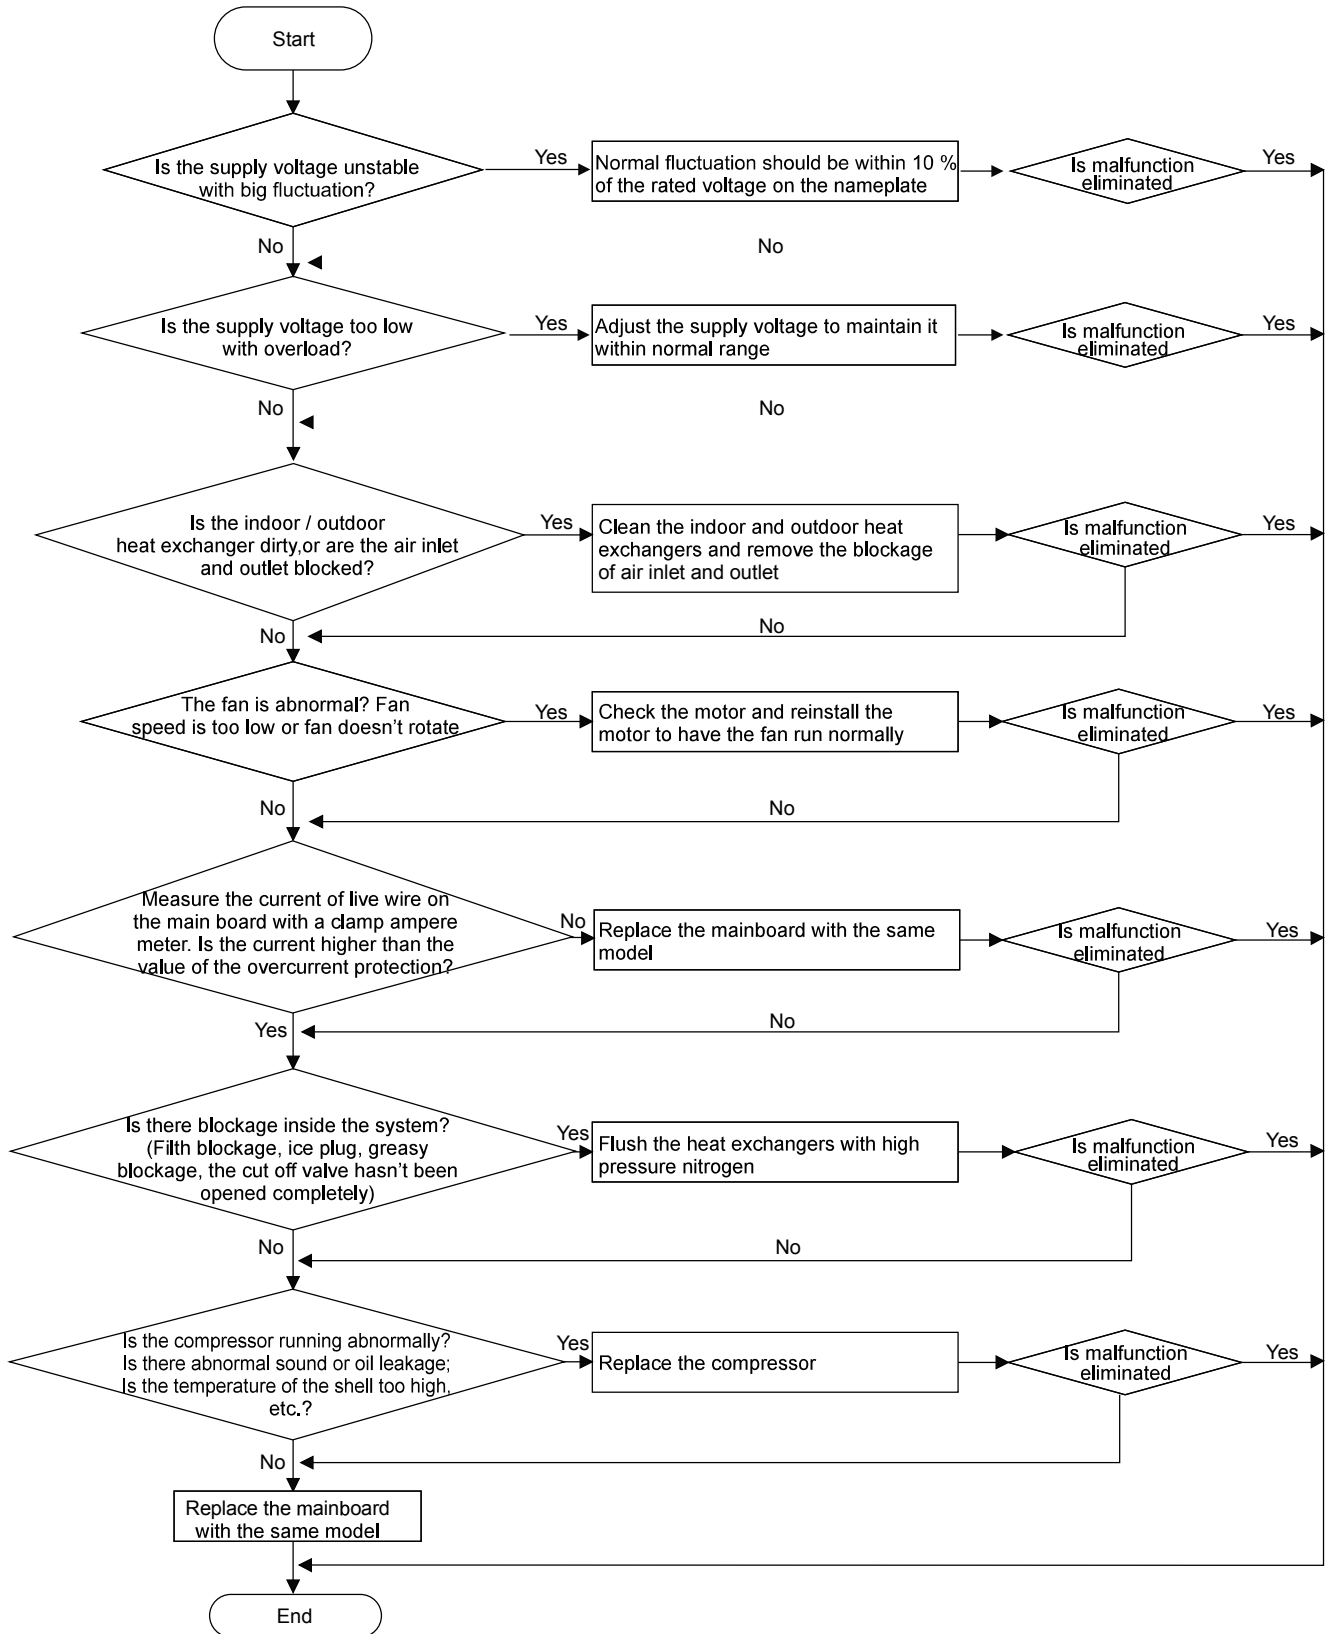 Start
Is the supply voltage unstable
with big fluctuation?
Yes
Normal fluctuation should be within 10 %
of the rated voltage on the nameplate
Is malfunction
eliminated
Yes
No
No
Is the supply voltage too low
with overload?
Yes
Adjust the supply voltage to maintain it
within normal range
Is malfunction
eliminated
Yes
No
No
Is the indoor / outdoor
heat exchanger dirty,or are the air inlet
and outlet blocked?
Yes
Clean the indoor and outdoor heat
exchangers and remove the blockage
of air inlet and outlet
Is malfunction
eliminated
Yes
No
No
The fan is abnormal? Fan
speed is too low or fan doesn't rotate
Yes
Check the motor and reinstall the
motor to have the fan run normally
Is malfunction
eliminated
Yes
No
No
Measure the current of live wire on
the main board with a clamp ampere
meter. Is the current higher than the
value of the overcurrent protection?
No
Replace the mainboard with the same
model
Is malfunction
eliminated
Yes
No
Yes
Is there blockage inside the system?
(Filth blockage, ice plug, greasy
blockage, the cut off valve hasn't been
opened completely)
Yes
Flush the heat exchangers with high
pressure nitrogen
Is malfunction
eliminated
Yes
No
No
Is the compressor running abnormally?
Is there abnormal sound or oil leakage;
Is the temperature of the shell too high,
etc.?
Yes
Replace the compressor
Is malfunction
eliminated
Yes
No
Replace the mainboard
with the same model
End